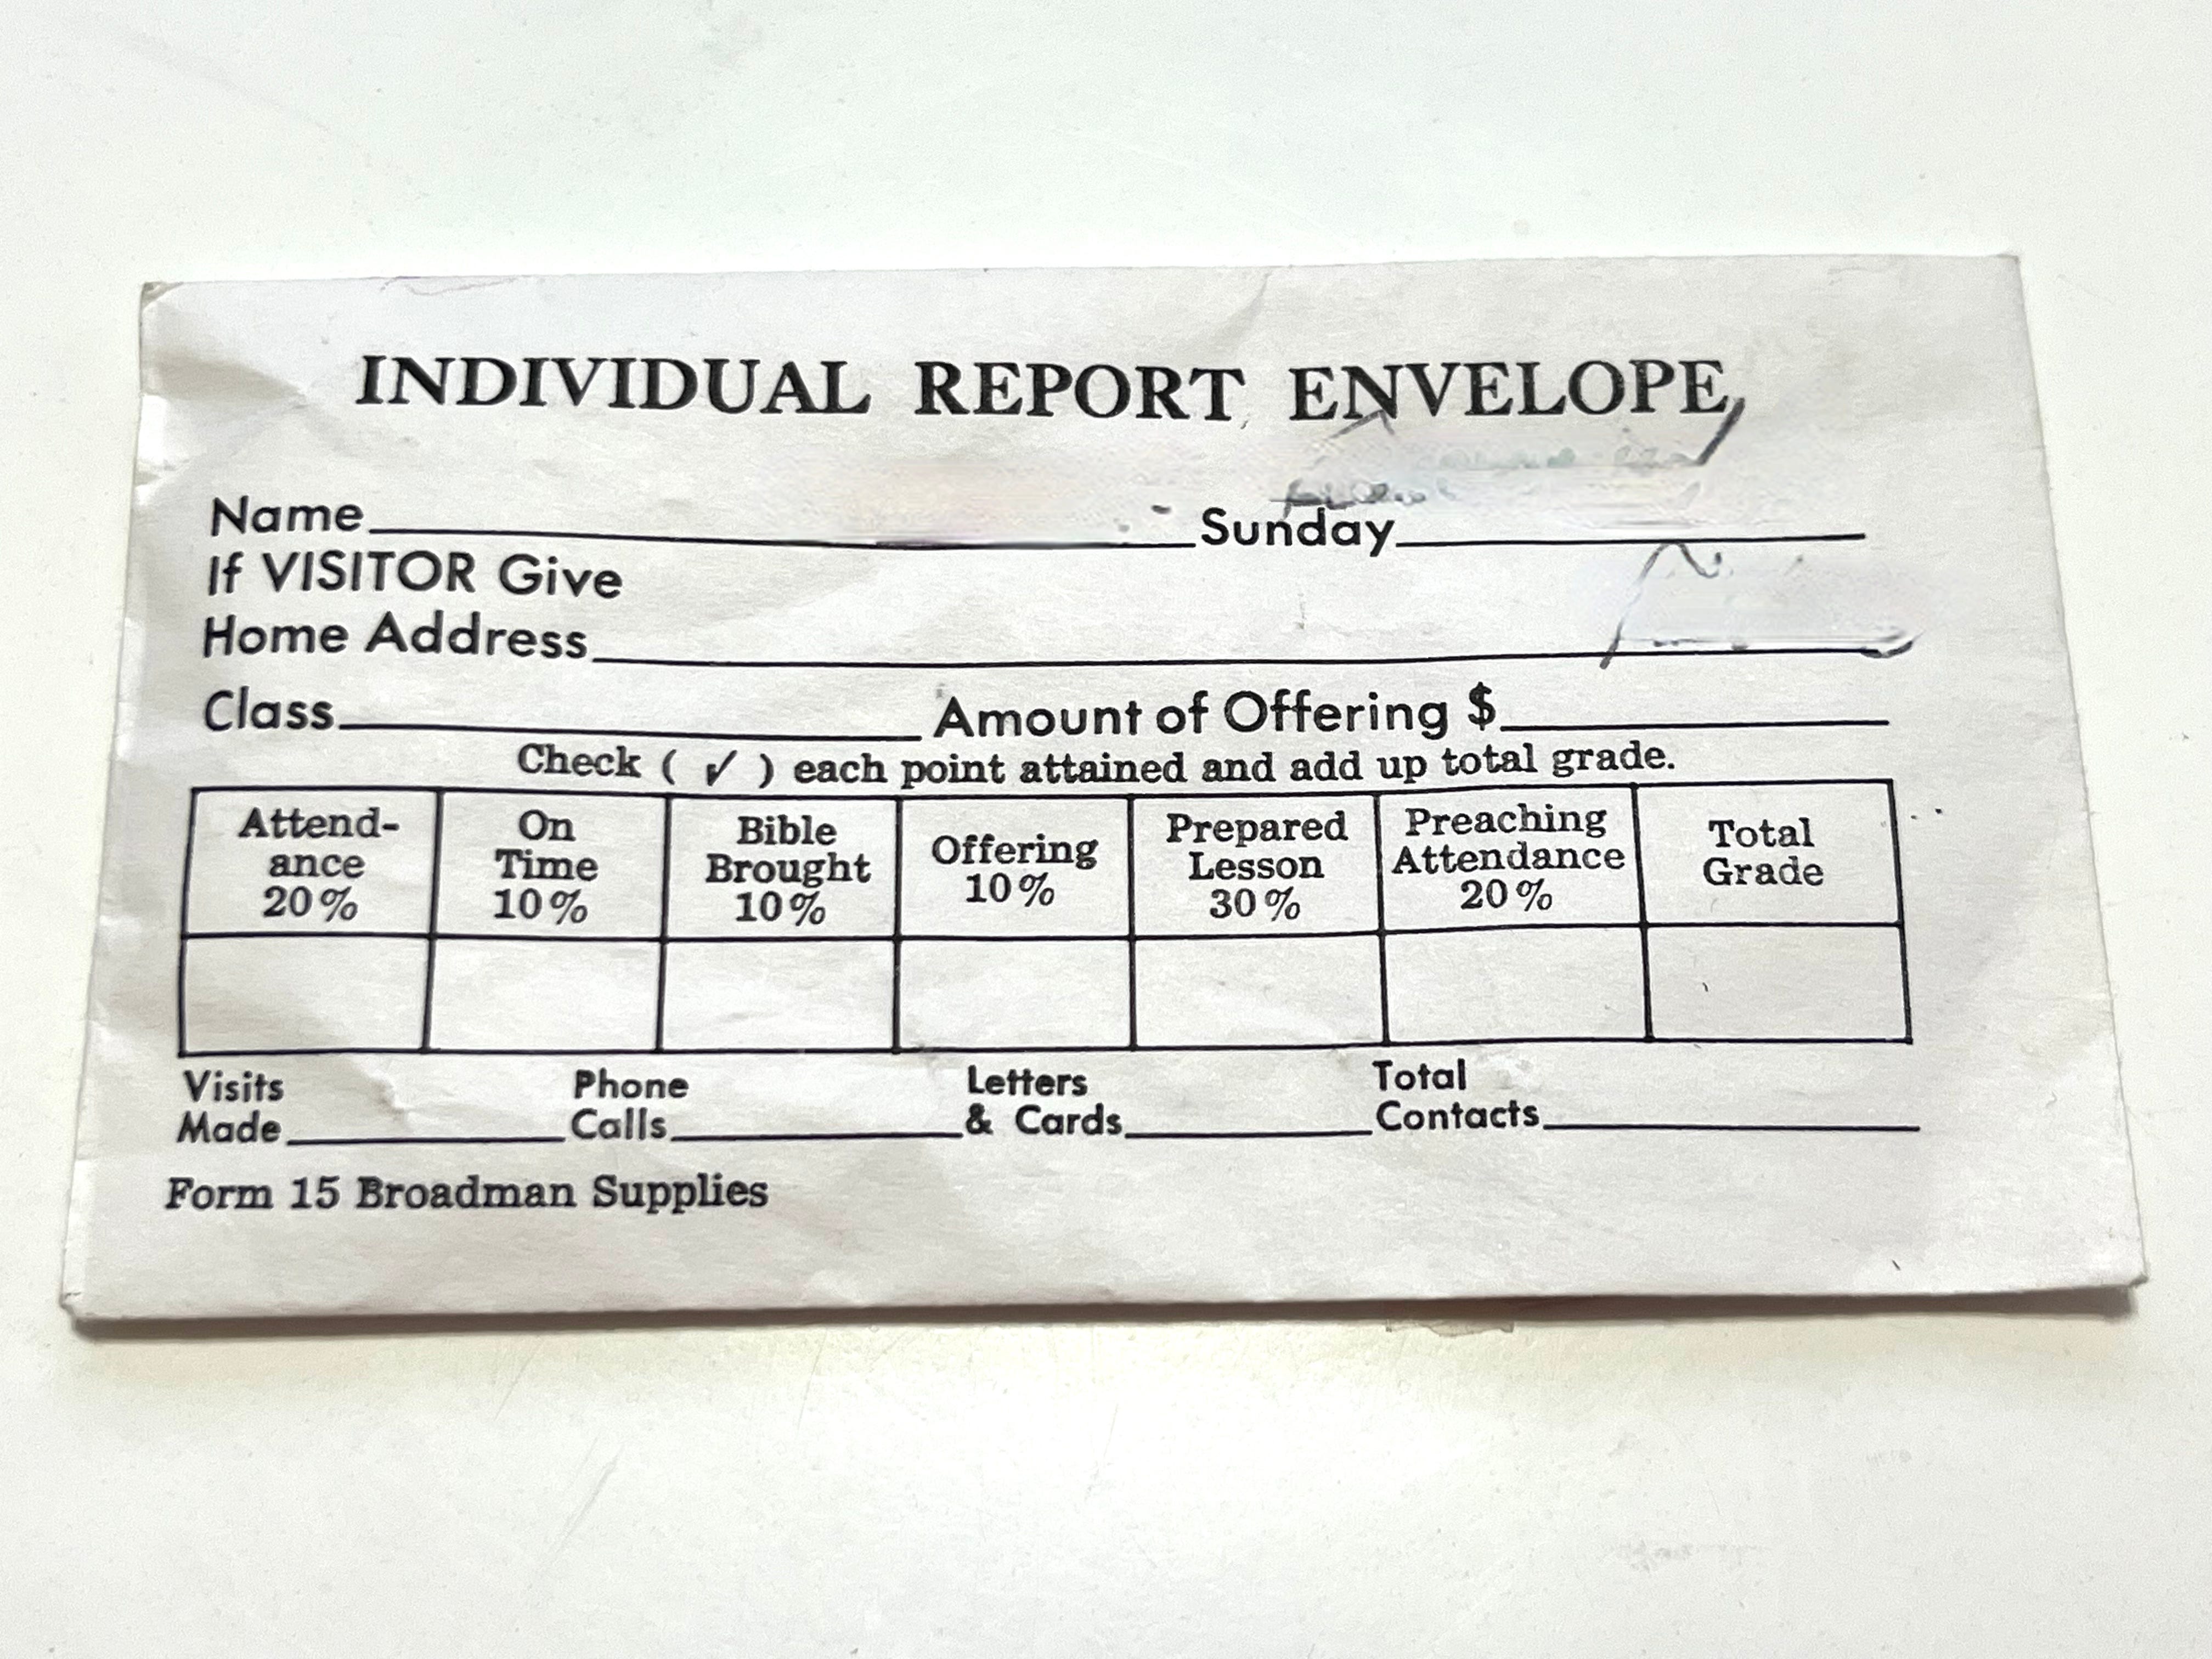 INDIVIDUAL REPORT ENVELOPE
Name Sunday
If VISITOR Give
Home Address
Class Amount of Offering $
Check ( ✓ ) each point attained and add up total grade.
Attend-
ance
20%
On
Time
10%
Bible
Brought
10%
Offering
10%
Prepared
Lesson
30%
Preaching
Attendance
20%
Total
Grade
Visits
Made
Phone
Calls
Letters
& Cards
Total
Contacts
Form 15 Broadman Supplies